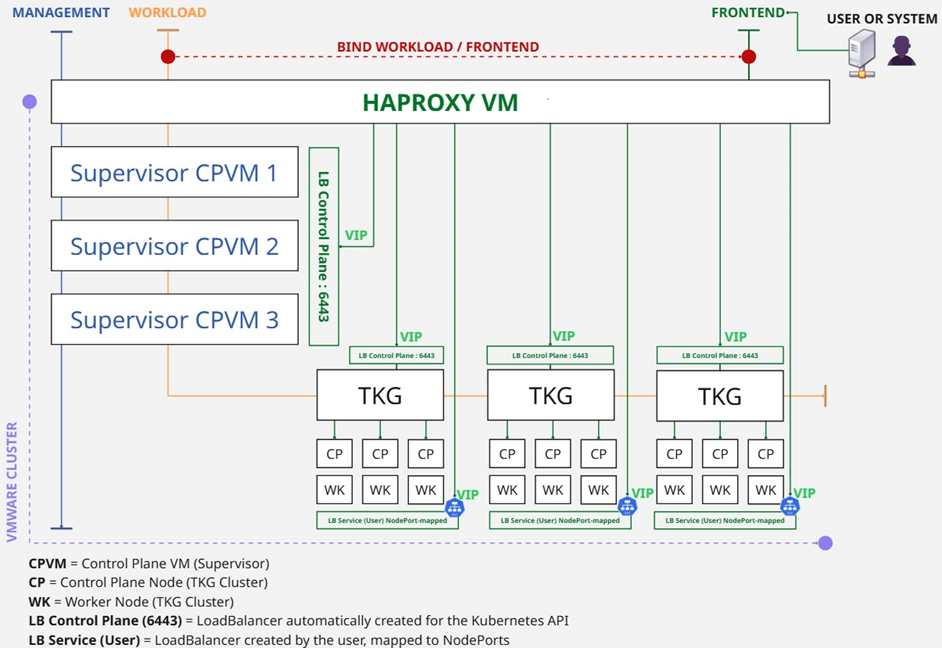 MANAGEMENT
WORKLOAD
FRONTEND
USER OR SYSTEM
BIND WORKLOAD / FRONTEND
HAPROXY VM
Supervisor CPVM 1
Supervisor CPVM 2
Supervisor CPVM 3
LB Control Plane : 6443
VIP
VIP
VIP
VIP
LB Control Plane : 6443
LB Control Plane : 6443
LB Control Plane : 6443
TKG
TKG
TKG
CP CP CP
CP CP CP
CP CP CP
WK WK WK
WK WK WK
WK WK WK
VIP
VIP
VIP
LB Service (User) NodePort-mapped
LB Service (User) NodePort-mapped
LB Service (User) NodePort-mapped
VMWARE CLUSTER
CPVM = Control Plane VM (Supervisor)
CP = Control Plane Node (TKG Cluster)
WK = Worker Node (TKG Cluster)
LB Control Plane (6443) = LoadBalancer automatically created for the Kubernetes API
LB Service (User) = LoadBalancer created by the user, mapped to NodePorts